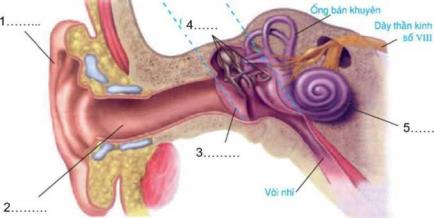 1.........
4......
Ống bán khuyên
Dây thần kinh
số VIII
5......
3.........
2.........
Vòi nhĩ